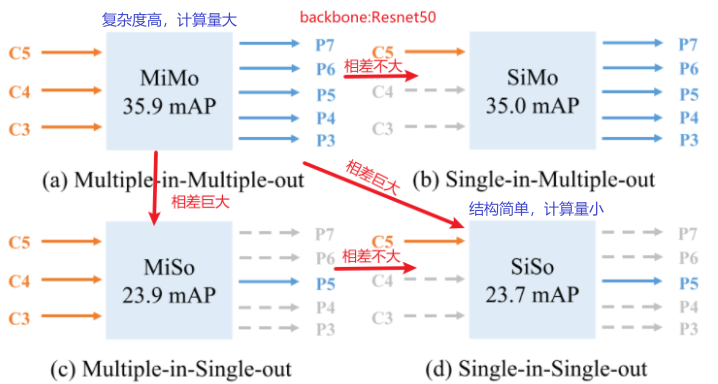 复杂度高，计算量大
backbone:Resnet50
C5
C4
C3
MiMo
35.9 mAP
P7
P6
P5
P4
P3
相差不大
C5
C4
C3
SiMo
35.0 mAP
P7
P6
P5
P4
P3
(a) Multiple-in-Multiple-out
(b) Single-in-Multiple-out
相差巨大
相差巨大
结构简单，计算量小
C5
C4
C3
MiSo
23.9 mAP
P7
P6
P5
P4
P3
相差不大
C5
C4
C3
SiSo
23.7 mAP
P7
P6
P5
P4
P3
(c) Multiple-in-Single-out
(d) Single-in-Single-out